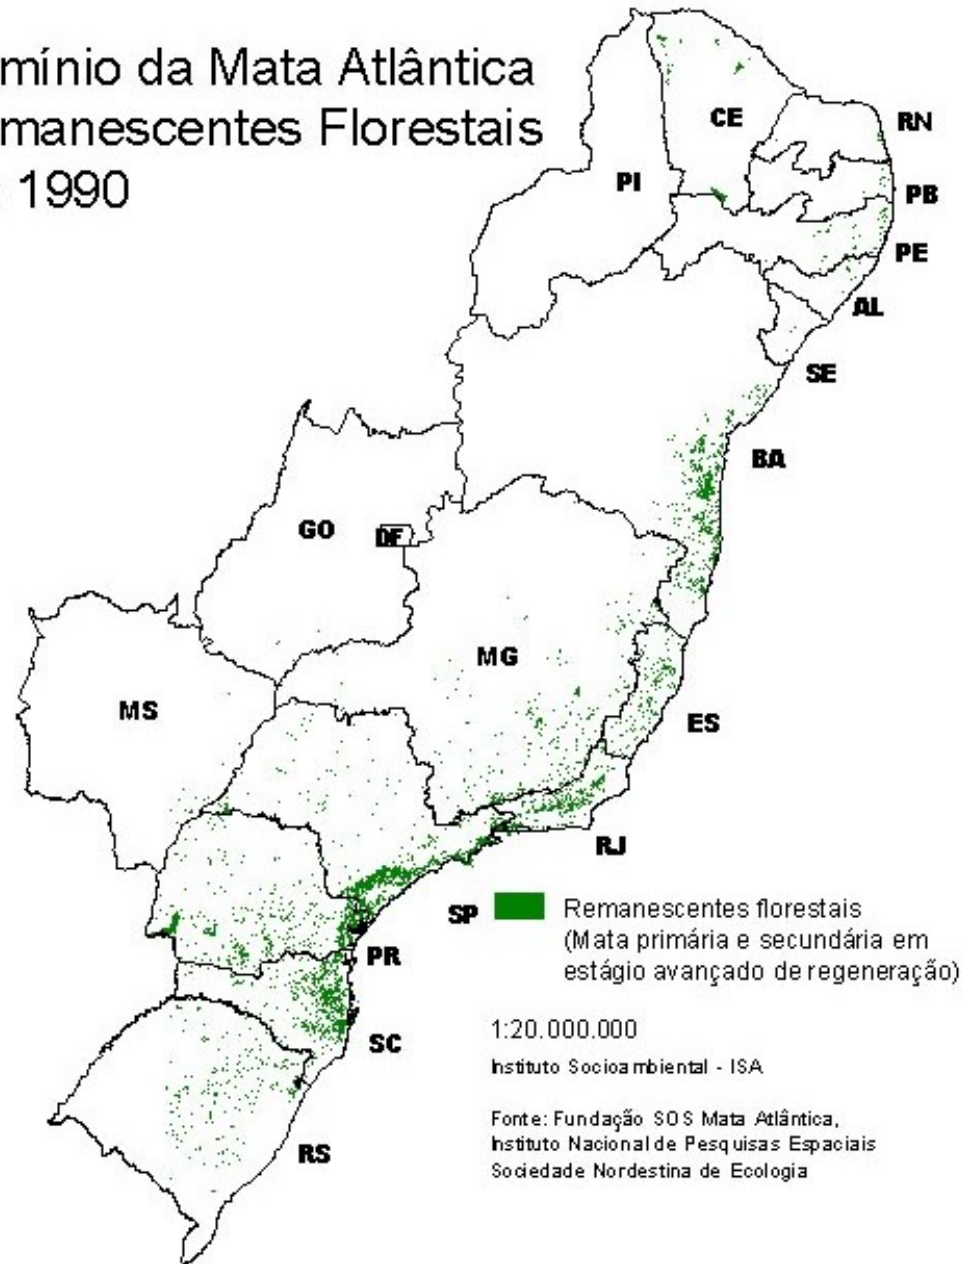 mínio da Mata Atlântica
manescentes Florestais
1990
CE
RN
PI
PB
PE
AL
SE
BA
GO
DF
MG
MS
ES
RJ
SP
Remanescentes florestais
(Mata primária e secundária em
estágio avançado de regeneração)
PR
1:20.000.000
SC
Instituto Socioambiental - ISA
Fonte: Fundação SOS Mata Atlântica,
Instituto Nacional de Pesquisas Espaciais
Sociedade Nordestina de Ecologia
RS